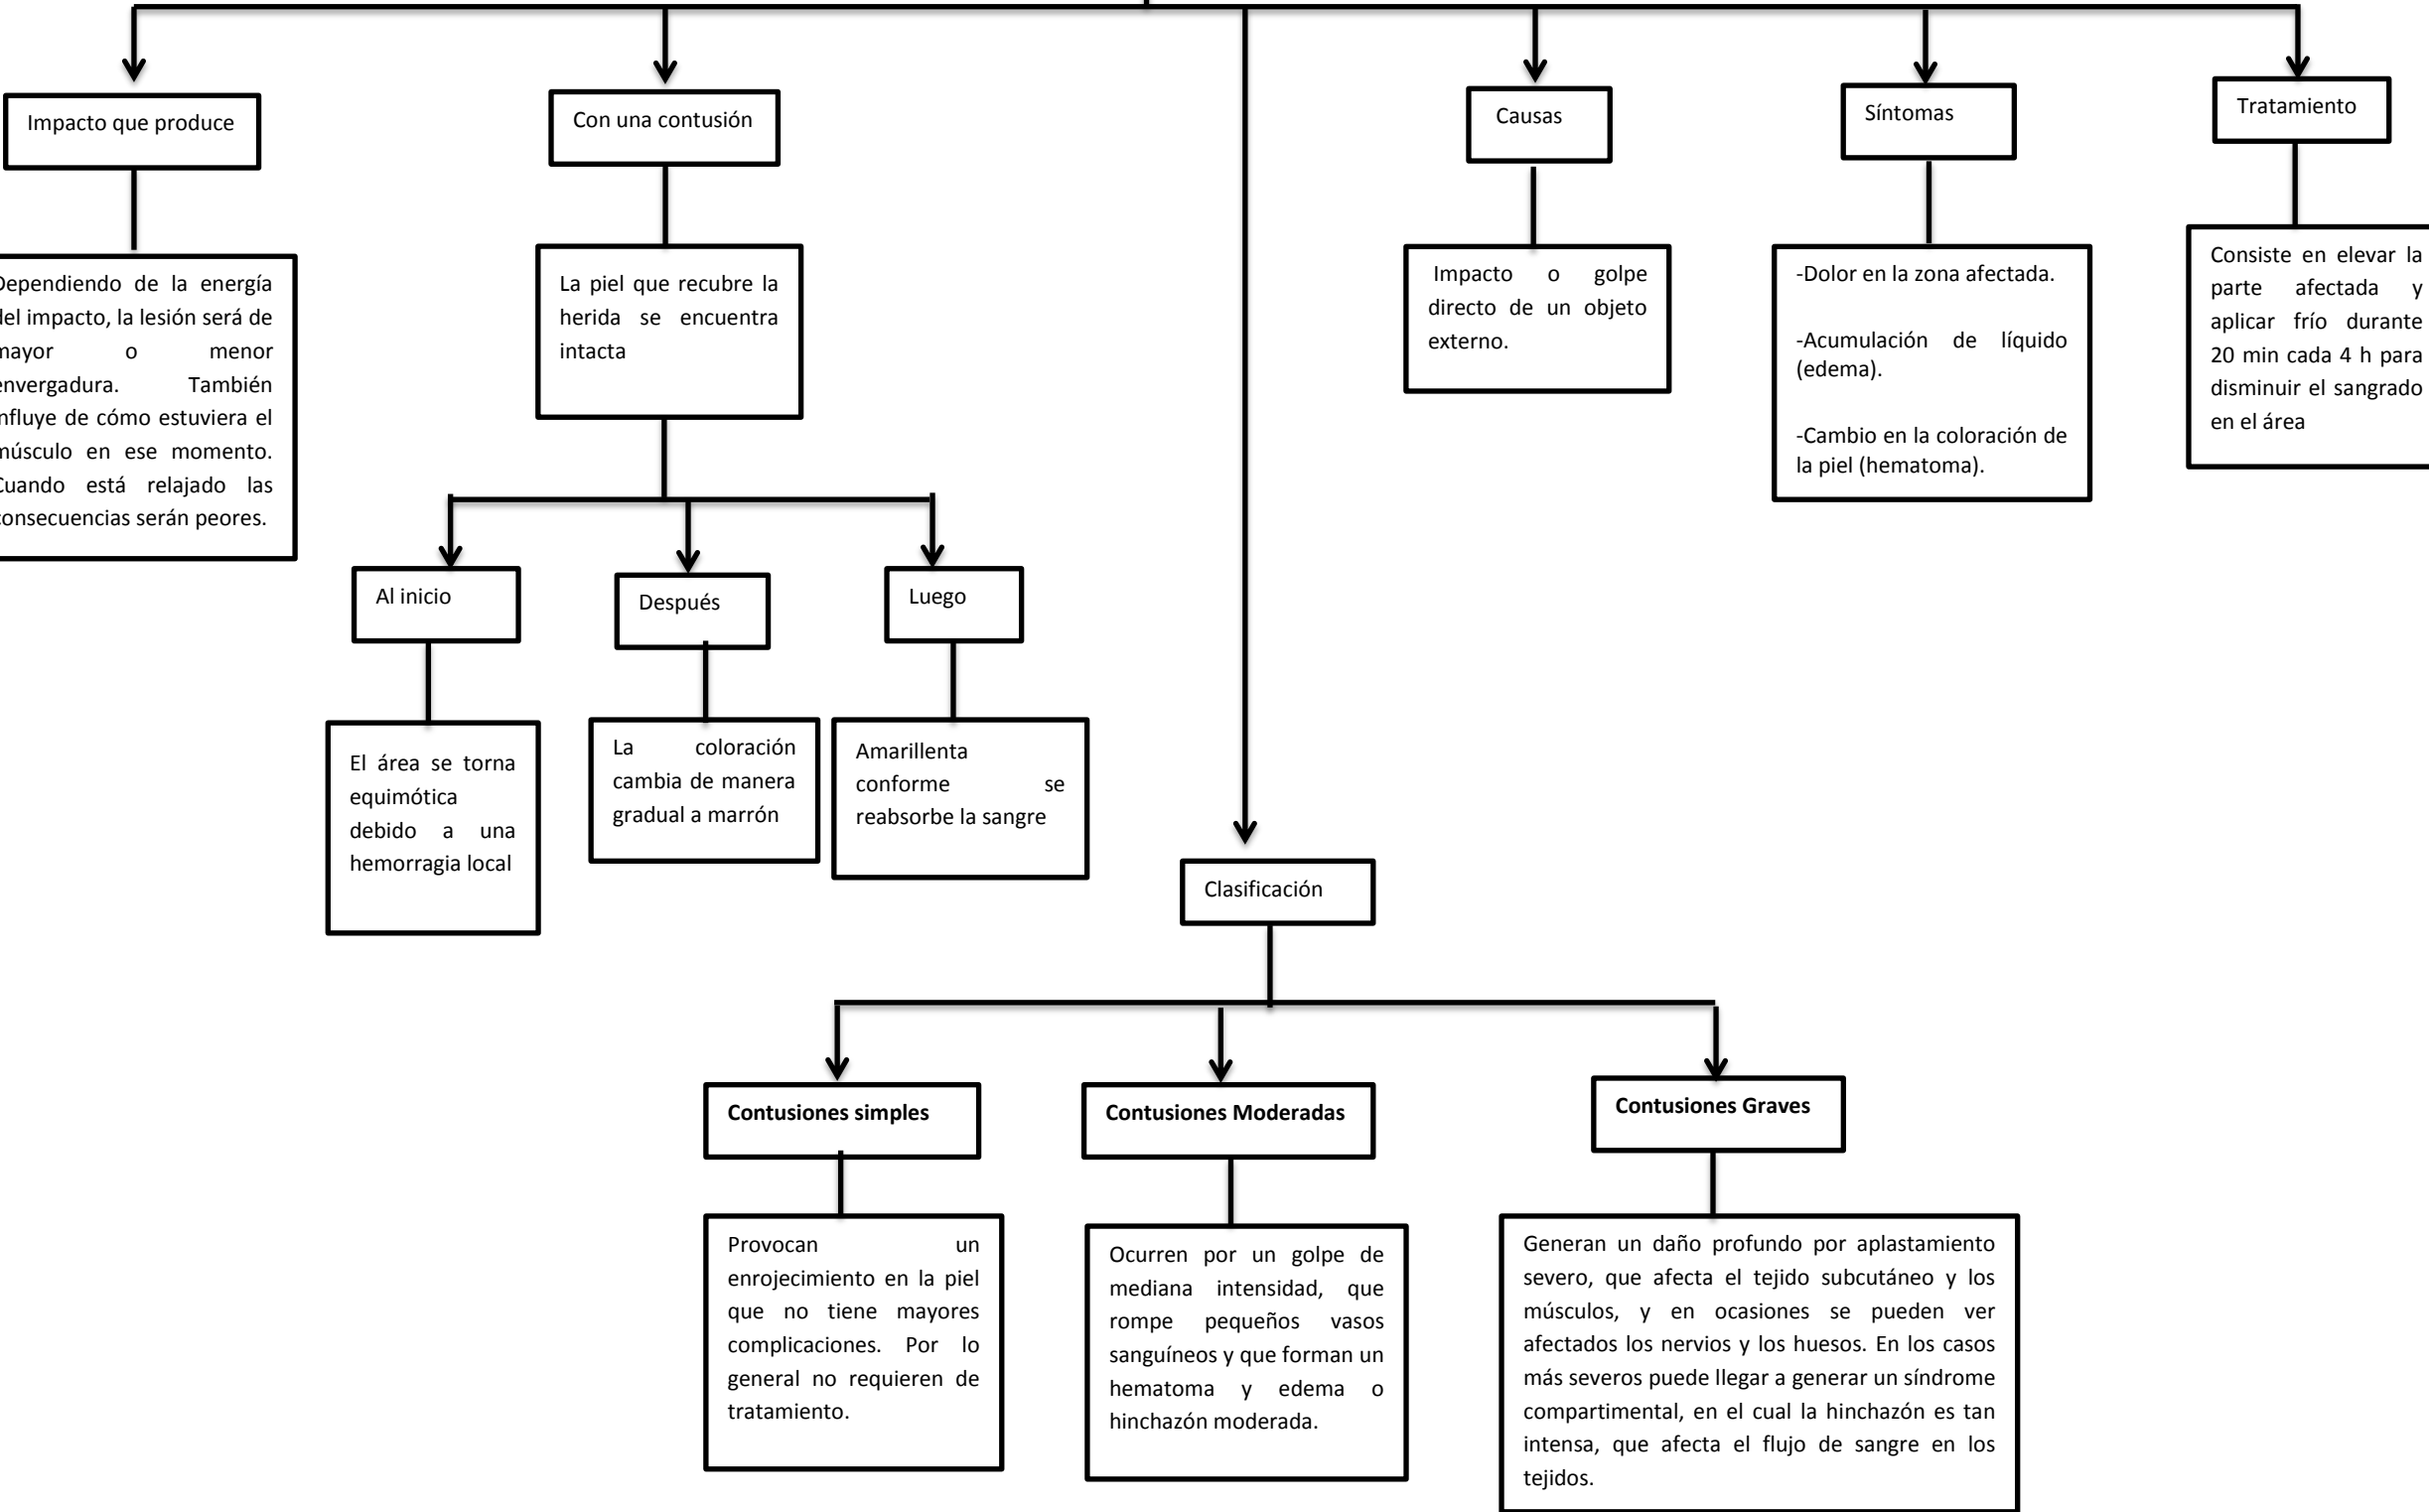 Impacto que produce
Con una contusión
Causas
Síntomas
Tratamiento
Dependiendo de la energía
del impacto, la lesión será de
mayor o menor
envergadura. También
influye de cómo estuviera el
músculo en ese momento.
Cuando está relajado las
consecuencias serán peores.
La piel que recubre la
herida se encuentra
intacta
Impacto o golpe
directo de un objeto
externo.
-Dolor en la zona afectada.
-Acumulación de líquido
(edema).
-Cambio en la coloración de
la piel (hematoma).
Consiste en elevar la
parte afectada y
aplicar frío durante
20 min cada 4 h para
disminuir el sangrado
en el área
Al inicio
Después
Luego
El área se torna
equimótica
debido a una
hemorragia local
La coloración
cambia de manera
gradual a marrón
Amarillenta
conforme se
reabsorbe la sangre
Clasificación
Contusiones simples
Contusiones Moderadas
Contusiones Graves
Provocan un
enrojecimiento en la piel
que no tiene mayores
complicaciones. Por lo
general no requieren de
tratamiento.
Ocurren por un golpe de
mediana intensidad, que
rompe pequeños vasos
sanguíneos y que forman un
hematoma y edema o
hinchazón moderada.
Generan un daño profundo por aplastamiento
severo, que afecta el tejido subcutáneo y los
músculos, y en ocasiones se pueden ver
afectados los nervios y los huesos. En los casos
más severos puede llegar a generar un síndrome
compartimental, en el cual la hinchazón es tan
intensa, que afecta el flujo de sangre en los
tejidos.